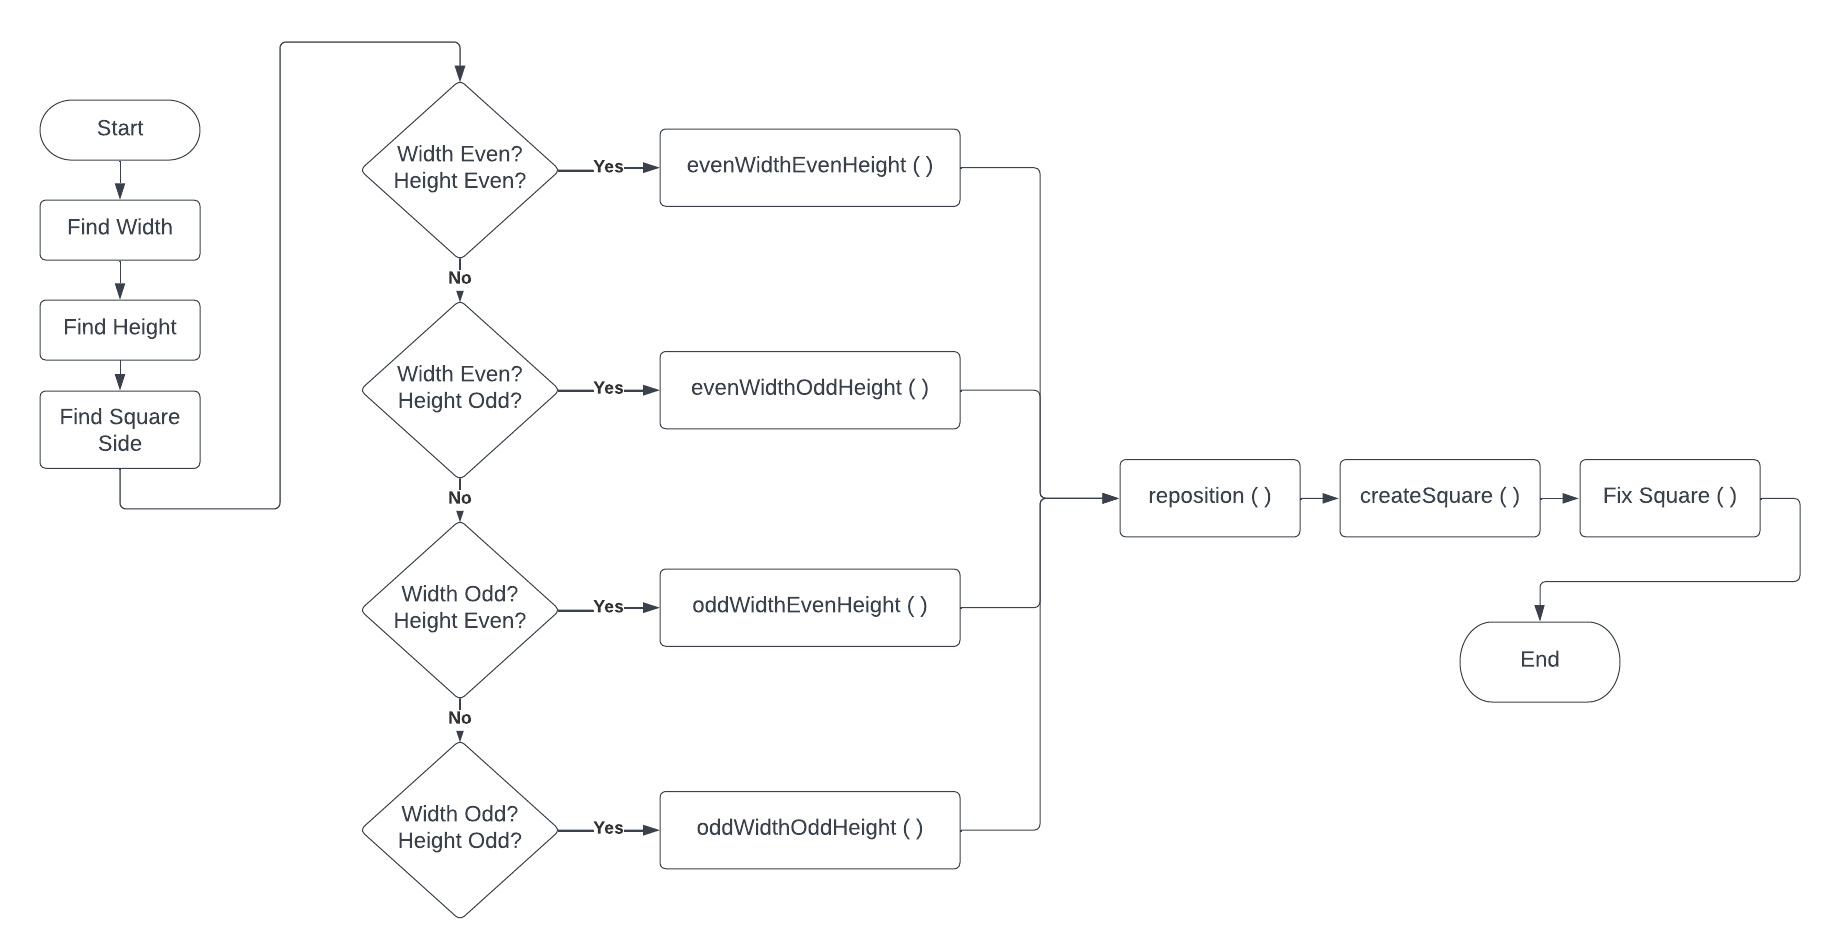 Start
Find Width
Find Height
Find Square
Side
Width Even?
Height Even?
Yes
evenWidthEvenHeight ( )
No
Width Even?
Height Odd?
Yes
evenWidthOddHeight ( )
No
Width Odd?
Height Even?
Yes
oddWidthEvenHeight ( )
No
Width Odd?
Height Odd?
Yes
oddWidthOddHeight ( )
reposition ( )
createSquare ( )
Fix Square ( )
End